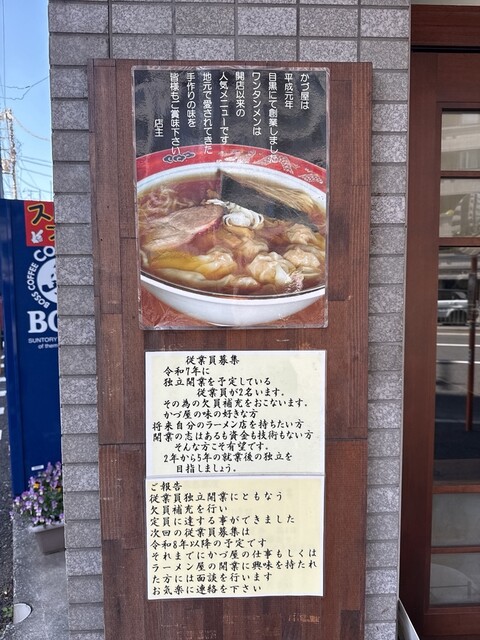 かづ屋は
平成元年
目黒にて創業しました
ワンタンメンは
開店以来の
人気メニューです
地元で愛されてきた
手作りの味を
皆様もご賞味下さい
店主
従業員募集
令和7年に
独立開業を予定している
従業員が2名います。
その為の欠員補充をおこないます。
かづ屋の味の好きな方
将来自分のラーメン店を持ちたい方
開業の志はあるも資金も技術もない方
そんな方こそ有望です。
2年から5年の就業後の独立を
目指しましょう。
ご報告
従業員独立開業にともなう
欠員補充を行い
定員に達する事ができました
次回の従業員募集は
令和8年以降の予定です
それまでにかづ屋の仕事もしくは
ラーメン屋の開業に興味を持たれ
た方には面談を行います
お気楽に連絡を下さい
BOSS COFFEE
BO
SUNTORY
of them